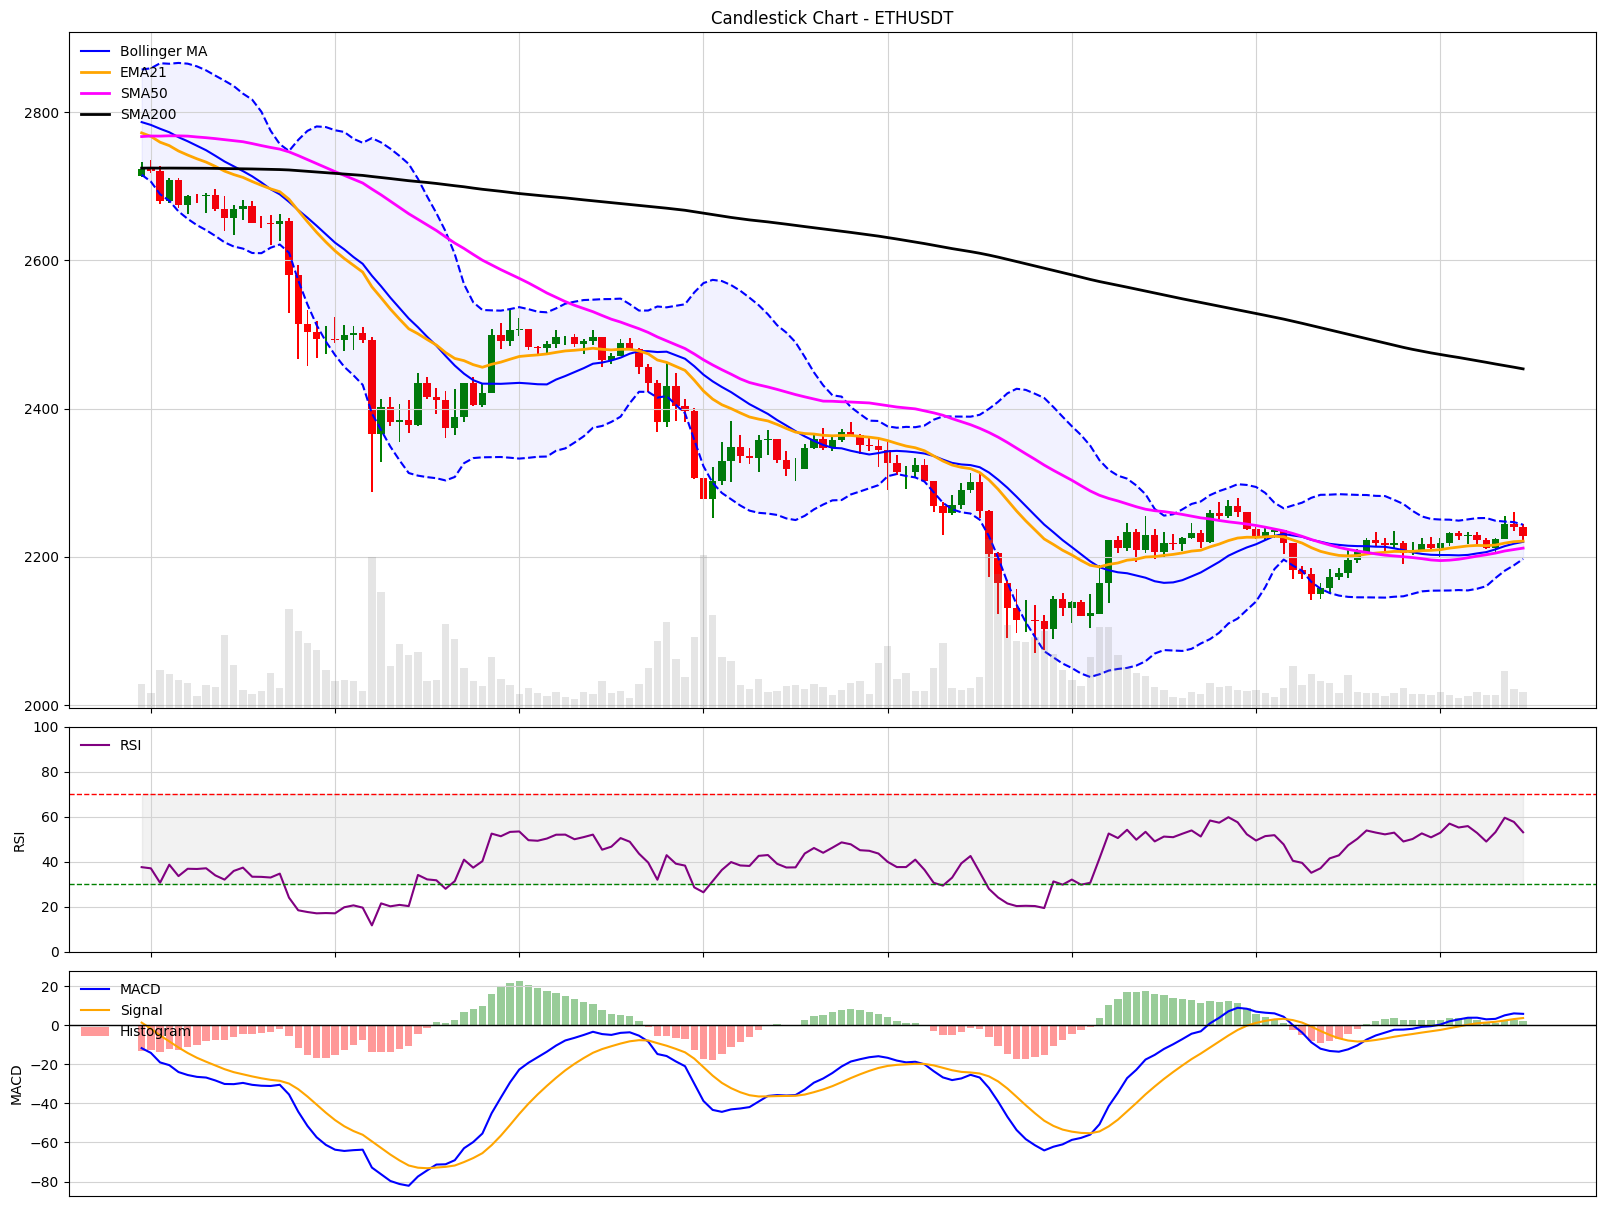 Candlestick Chart - ETHUSDT
Bollinger MA
EMA21
SMA50
SMA200
2800
2600
2400
2200
2000
RSI
100
80
60
40
20
0
RSI
MACD
Signal
Histogram
20
0
−20
−40
−60
−80
MACD